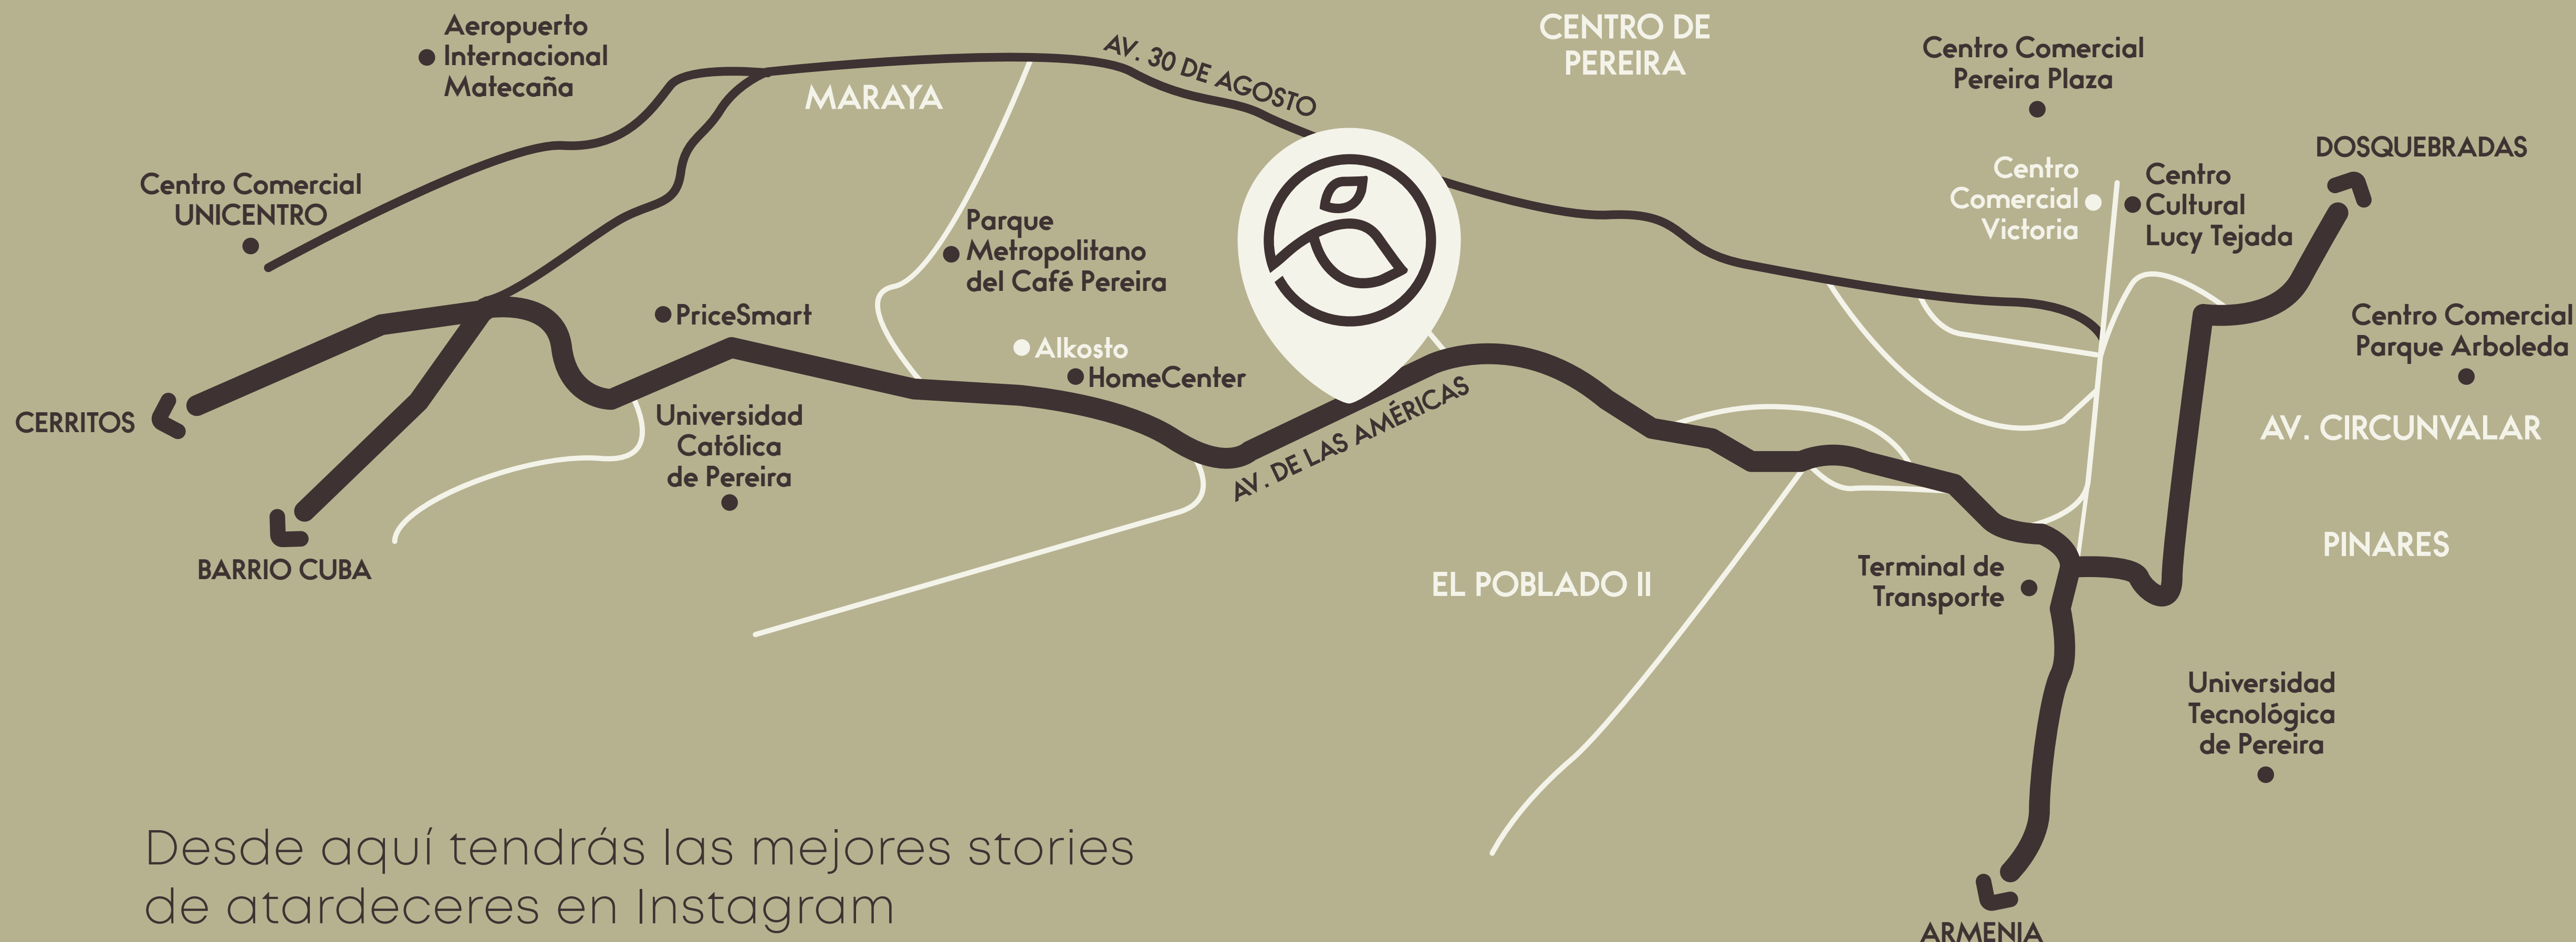 Aeropuerto
Internacional
Matecaña
AV. 30 DE AGOSTO
CENTRO DE
PEREIRA
Centro Comercial
Pereira Plaza
MARAYA
DOSQUEBRADAS
Centro Comercial
UNICENTRO
Centro
Comercial
Victoria
Centro
Cultural
Lucy Tejada
Parque
Metropolitano
del Café Pereira
PriceSmart
Alkosto
HomeCenter
Centro Comercial
Parque Arboleda
CERRITOS
Universidad
Católica
de Pereira
AV. DE LAS AMÉRICAS
AV. CIRCUNVALAR
BARRIO CUBA
PINARES
EL POBLADO II
Terminal de
Transporte
Universidad
Tecnológica
de Pereira
Desde aquí tendrás las mejores stories
de atardeceres en Instagram
ARMENIA